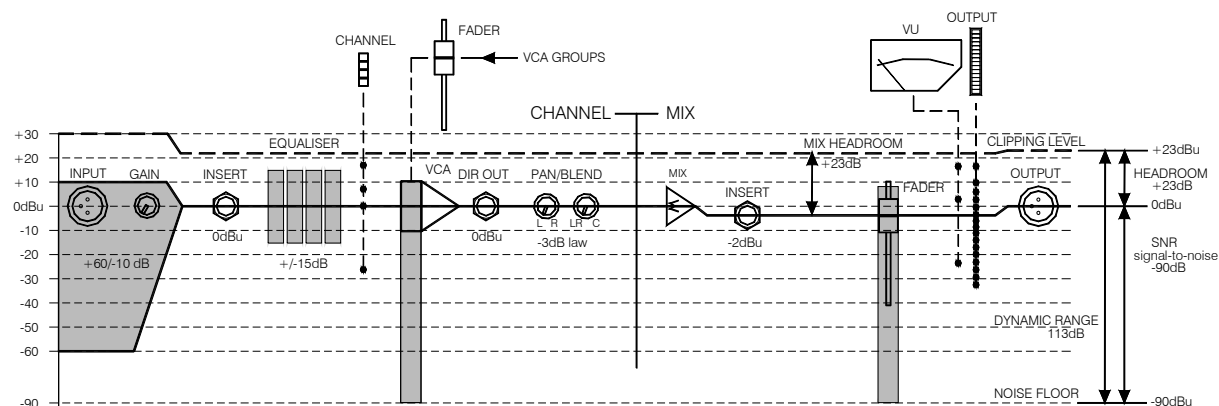 OUTPUT
VU
FADER
CHANNEL
VCA GROUPS
CHANNEL
MIX
+30
EQUALISER
MIX HEADROOM
CLIPPING LEVEL
+23dBu
+20
+23dB
INPUT
GAIN
INSERT
VCA
DIR OUT
PAN/BLEND
MIX
INSERT
FADER
OUTPUT
HEADROOM
+23dB
+10
0dBu
0dBu
L R
LR C
-10
0dBu
0dBu
-3dB law
-2dBu
-20
+60/-10 dB
+/-15dB
SNR
signal-to-noise
-90dB
-30
-40
-50
DYNAMIC RANGE
113dB
-60
NOISE FLOOR
-90
-90dBu